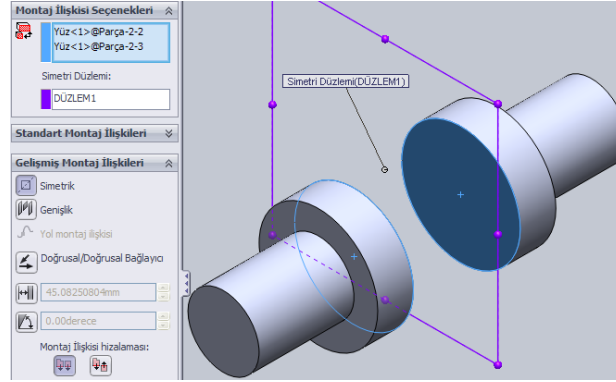 Montaj İlişkisi Seçenekleri
Yüz<1>@Parça-2-2
Yüz<1>@Parça-2-3
Simetri Düzlemi:
DÜZLEM1
Standart Montaj İlişkileri
Gelişmiş Montaj İlişkileri
Simetrik
Genişlik
Yol montaj ilişkisi
Doğrusal/Doğrusal Bağlayıcı
45.08250804mm
0.00derece
Montaj İlişkisi hizalaması:
Simetri Düzlemi(DÜZLEM1)